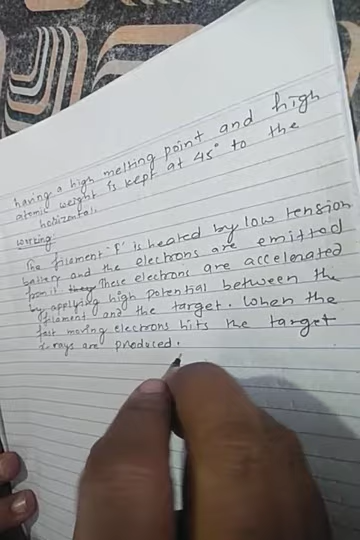 having a high melting point and high
atomic weight is kept at 45° to the
horizontal.
Working:
The filament 'F' is heated by low tension
battery and the electrons are emitted
from it. These electrons are accelerated
by applying high potential between the
filament and the target. When the
fast moving electrons hits the target
X-rays are produced.